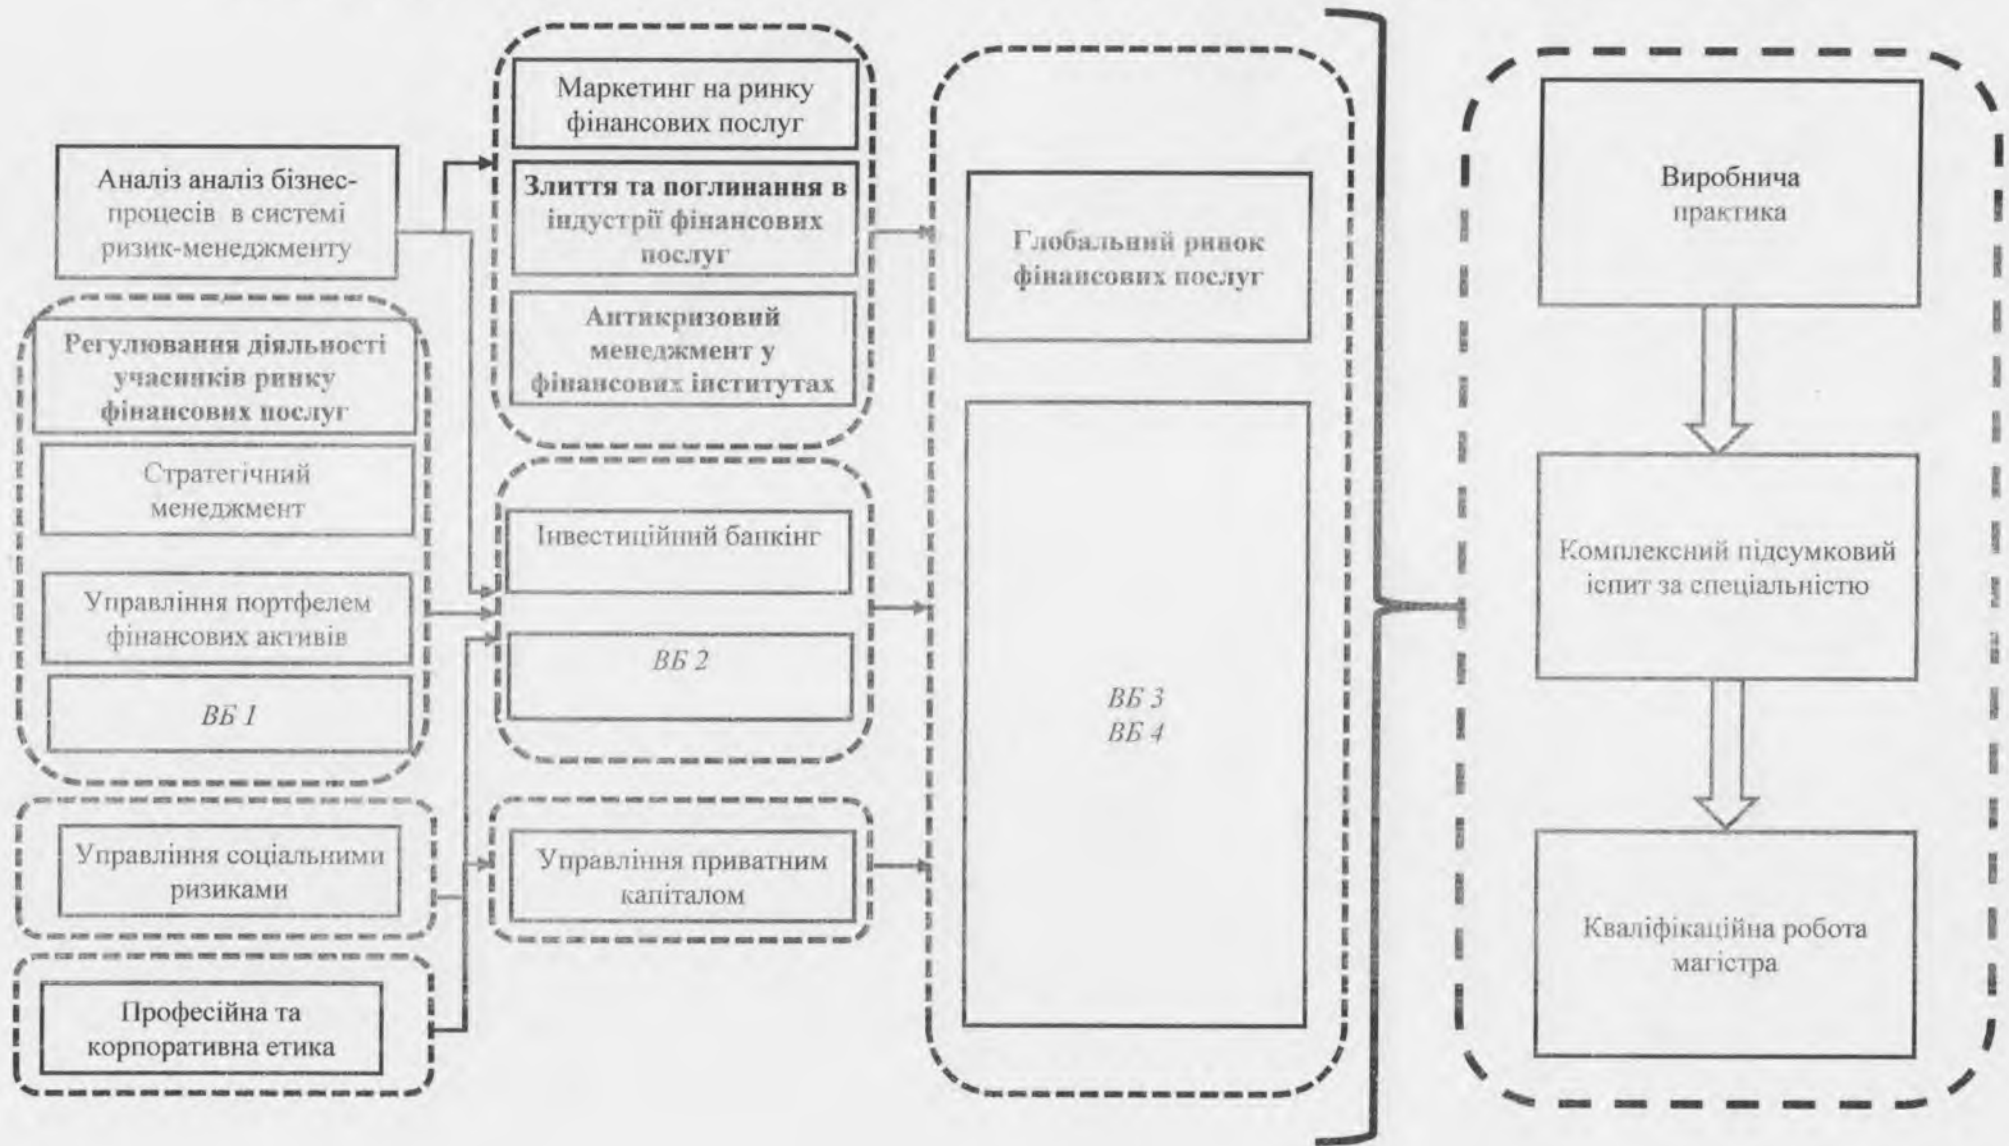 Аналіз аналіз бізнес-
процесів в системі
ризик-менеджменту
Регулювання діяльності
учасників ринку
фінансових послуг
Стратегічний
менеджмент
Управління портфелем
фінансових активів
ВБ 1
Управління соціальними
ризиками
Професійна та
корпоративна етика
Маркетинг на ринку
фінансових послуг
Злиття та поглинання в
індустрії фінансових
послуг
Антикризовий
менеджмент у
фінансових інститутах
Інвестиційний банкінг
ВБ 2
Управління приватним
капіталом
Глобальний ринок
фінансових послуг
ВБ 3
ВБ 4
Виробнича
практика
Комплексний підсумковий
іспит за спеціальністю
Кваліфікаційна робота
магістра